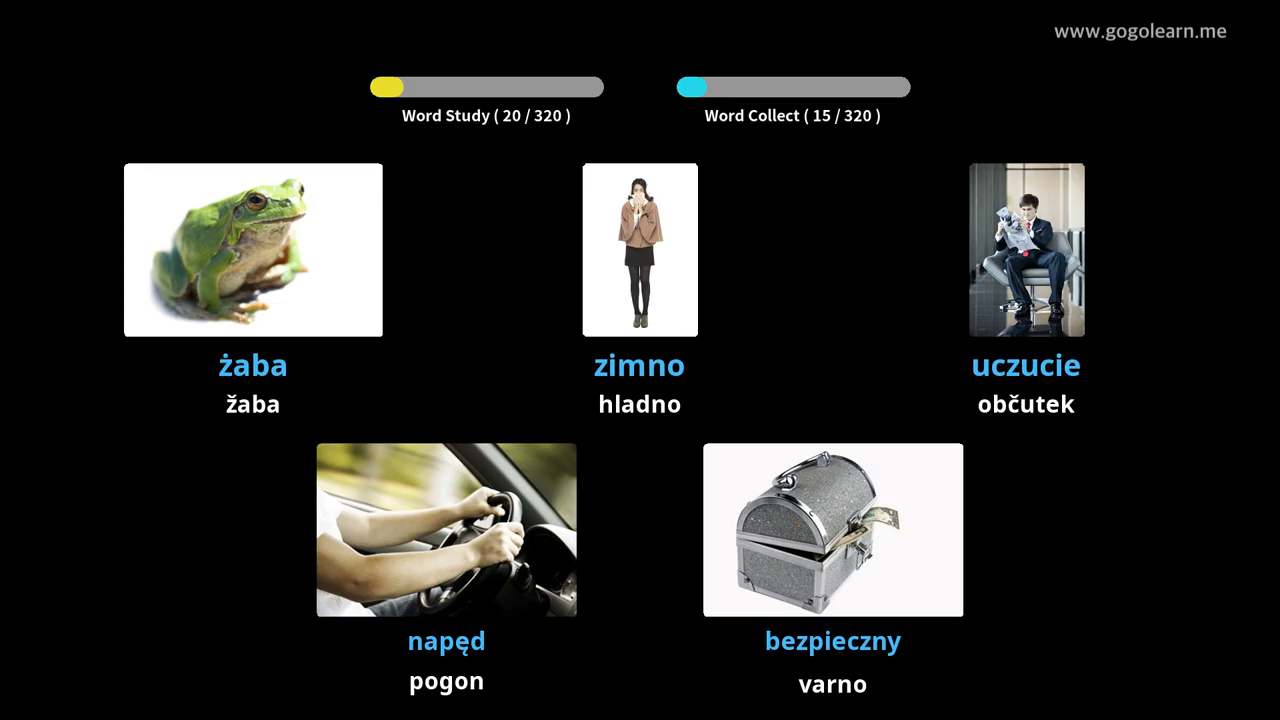 www.gogolearn.me
Word Study ( 20 / 320 )
Word Collect ( 15 / 320 )
żaba
žaba
zimno
hladno
uczucie
občutek
napęd
pogon
bezpieczny
varno